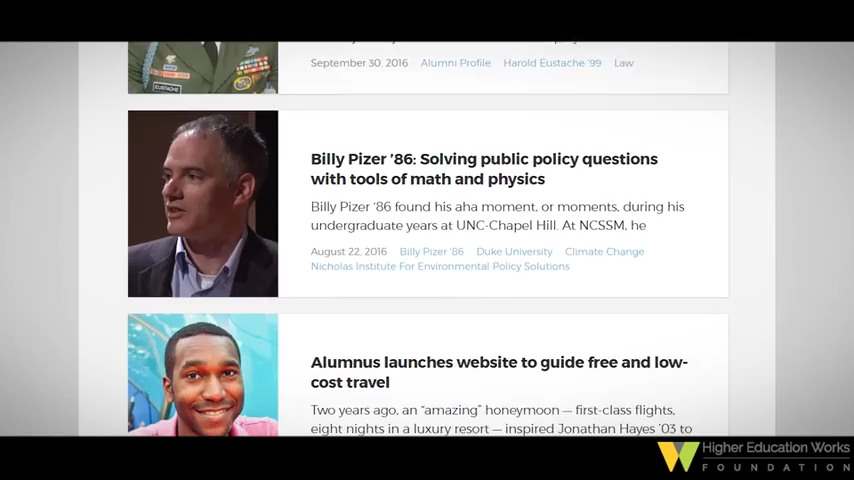 EUSTACHE
September 30, 2016 Alumni Profile Harold Eustache '99 Law
Billy Pizer '86: Solving public policy questions
with tools of math and physics
Billy Pizer '86 found his aha moment, or moments, during his
undergraduate years at UNC-Chapel Hill. At NCSSM, he
August 22, 2016 Billy Pizer '86 Duke University Climate Change
Nicholas Institute For Environmental Policy Solutions
Alumnus launches website to guide free and low-
cost travel
Two years ago, an “amazing” honeymoon — first-class flights,
eight nights in a luxury resort — inspired Jonathan Hayes '03 to
Higher Education Works
FOUNDATION